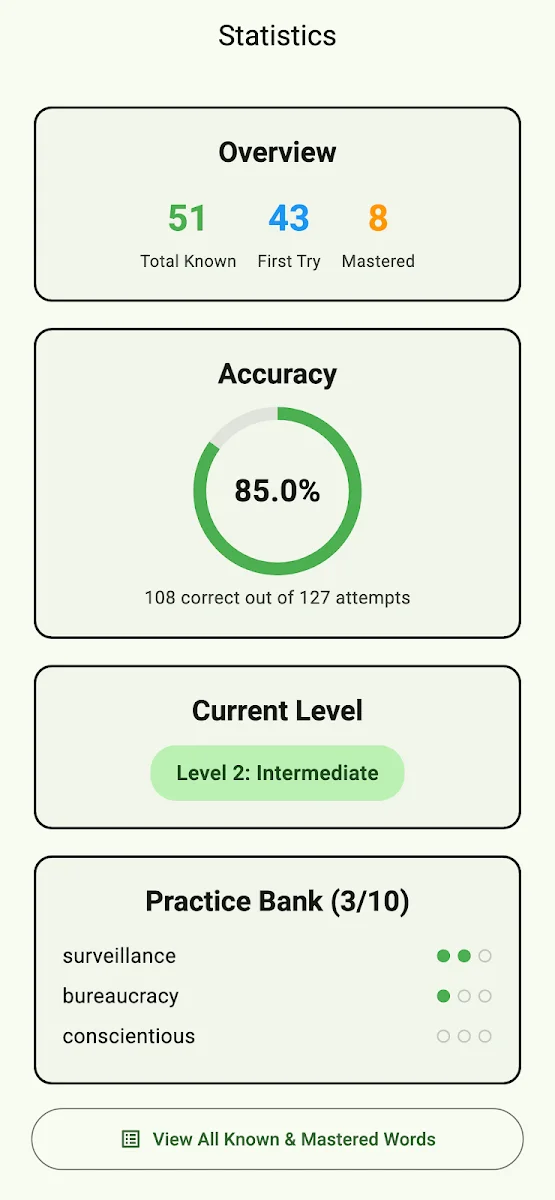 Statistics
Overview
51 43 8
Total Known First Try Mastered
Accuracy
85.0%
108 correct out of 127 attempts
Current Level
Level 2: Intermediate
Practice Bank (3/10)
surveillance
bureaucracy
conscientious
View All Known & Mastered Words